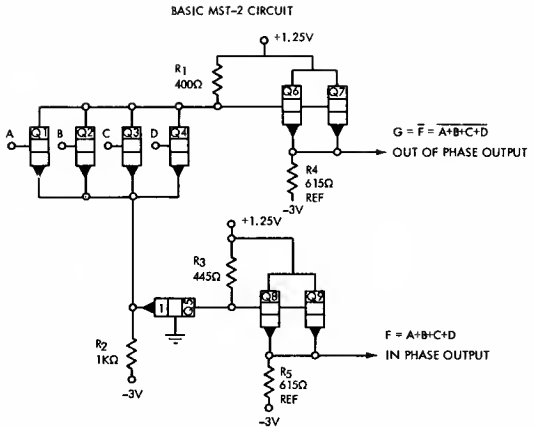 BASIC MST-2 CIRCUIT
+1.25V
R1
400Ω
Q6 Q7
A Q1 B Q2 C Q3 D Q4
G = F̅ = A̅+̅B̅+̅C̅+̅D̅
OUT OF PHASE OUTPUT
R4
615Ω
REF
-3V
+1.25V
R3
445Ω
Q8 Q9
1 Q5
R2
1KΩ
-3V
F = A+B+C+D
IN PHASE OUTPUT
R5
615Ω
REF
-3V